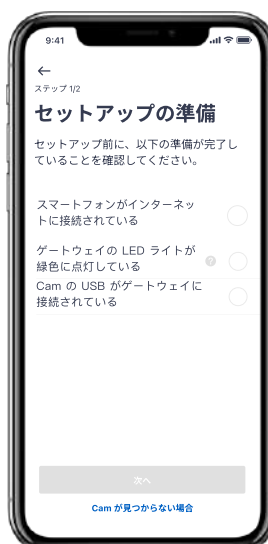 9:41
ステップ 1/2
セットアップの準備
セットアップ前に、以下の準備が完了し
ていることを確認してください。
スマートフォンがインターネッ
トに接続されている
ゲートウェイの LED ライトが
緑色に点灯している
?
Cam の USB がゲートウェイに
接続されている
次へ
Cam が見つからない場合